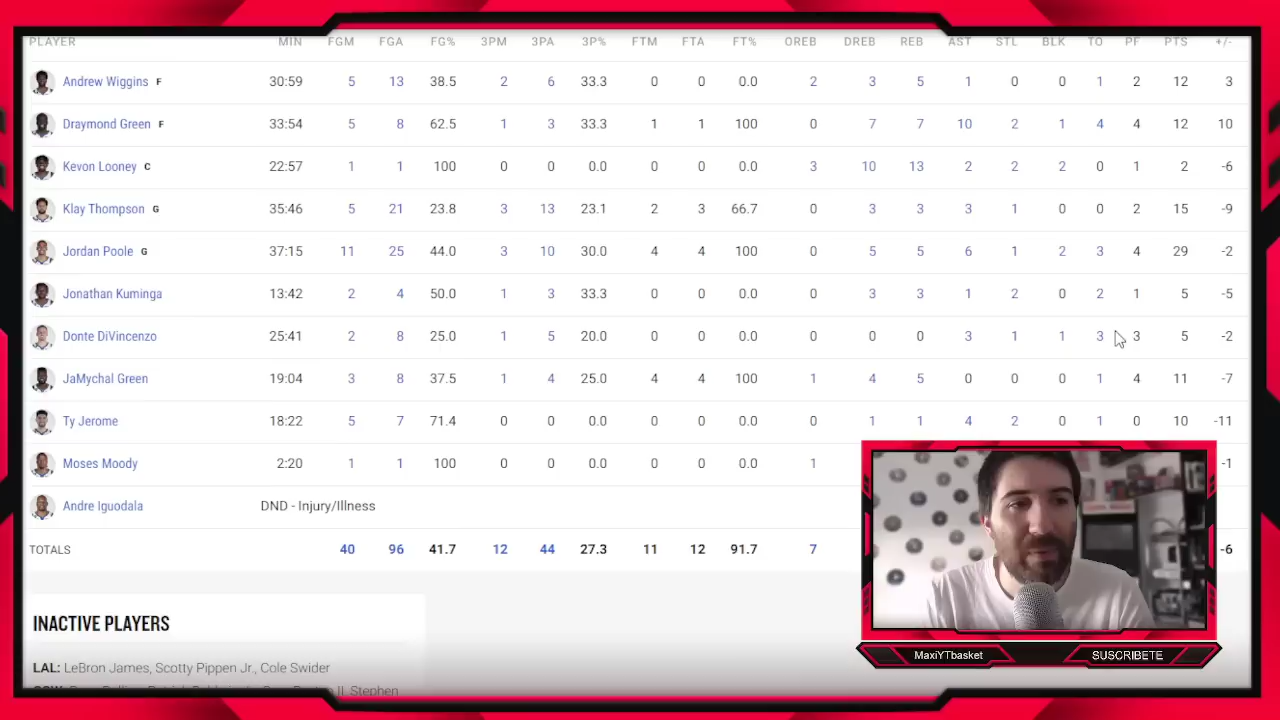 PLAYER MIN FGM FGA FG% 3PM 3PA 3P% FTM FTA FT% OREB DREB REB AST STL BLK TO PF PTS +/-
Andrew Wiggins F 30:59 5 13 38.5 2 6 33.3 0 0 0.0 2 3 5 1 0 0 1 2 12 3
Draymond Green F 33:54 5 8 62.5 1 3 33.3 1 1 100 0 7 7 10 2 1 4 4 12 10
Kevon Looney C 22:57 1 1 100 0 0 0.0 0 0 0.0 3 10 13 2 2 2 0 1 2 -6
Klay Thompson G 35:46 5 21 23.8 3 13 23.1 2 3 66.7 0 3 3 3 1 0 0 2 15 -9
Jordan Poole G 37:15 11 25 44.0 3 10 30.0 4 4 100 0 5 5 6 1 2 3 4 29 -2
Jonathan Kuminga 13:42 2 4 50.0 1 3 33.3 0 0 0.0 0 3 3 1 2 0 2 1 5 -5
Donte DiVincenzo 25:41 2 8 25.0 1 5 20.0 0 0 0.0 0 0 0 3 1 1 3 3 5 -2
JaMychal Green 19:04 3 8 37.5 1 4 25.0 4 4 100 1 4 5 0 0 0 1 4 11 -7
Ty Jerome 18:22 5 7 71.4 0 0 0.0 0 0 0.0 0 1 1 4 2 0 1 0 10 -11
Moses Moody 2:20 1 1 100 0 0 0.0 0 0 0.0 1 -1
Andre Iguodala DND - Injury/Illness
TOTALS 40 96 41.7 12 44 27.3 11 12 91.7 7 -6
INACTIVE PLAYERS
LAL: LeBron James, Scotty Pippen Jr., Cole Swider
Stephen
MaxiYTbasket
SUSCRIBETE